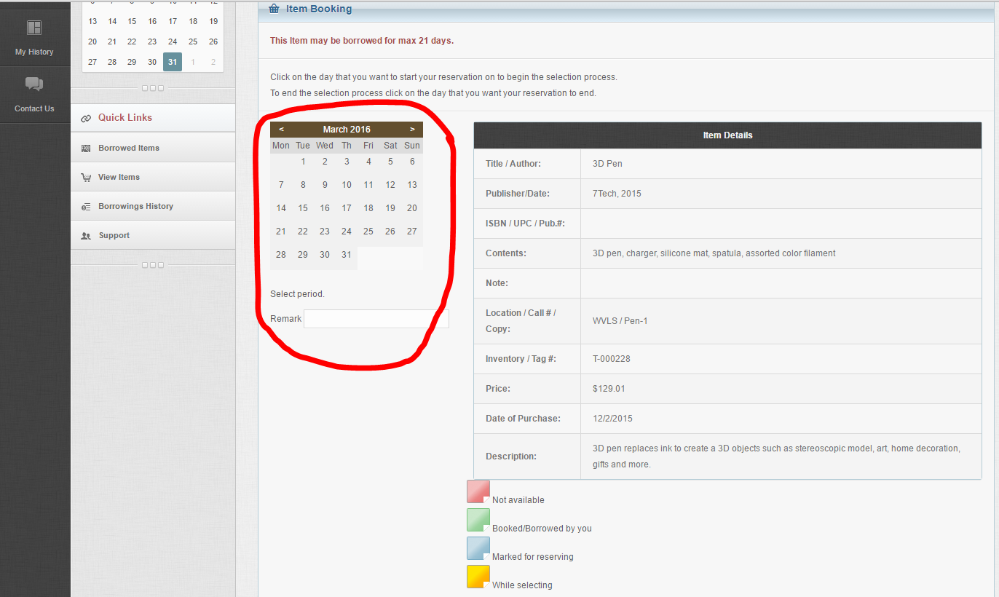 My History
Contact Us
13 14 15 16 17 18 19
20 21 22 23 24 25 26
27 28 29 30 31 1 2
Quick Links
Borrowed Items
View Items
Borrowings History
Support
Item Booking
This Item may be borrowed for max 21 days.
Click on the day that you want to start your reservation on to begin the selection process.
To end the selection process click on the day that you want your reservation to end.
< March 2016 >
Mon Tue Wed Th Fri Sat Sun
1 2 3 4 5 6
7 8 9 10 11 12 13
14 15 16 17 18 19 20
21 22 23 24 25 26 27
28 29 30 31
Select period.
Remark
Item Details
Title / Author: 3D Pen
Publisher/Date: 7Tech, 2015
ISBN / UPC / Pub.#:
Contents: 3D pen, charger, silicone mat, spatula, assorted color filament
Note:
Location / Call # /
Copy: WVLS / Pen-1
Inventory / Tag #: T-000228
Price: $129.01
Date of Purchase: 12/2/2015
Description: 3D pen replaces ink to create a 3D objects such as stereoscopic model, art, home decoration,
gifts and more.
Not available
Booked/Borrowed by you
Marked for reserving
While selecting